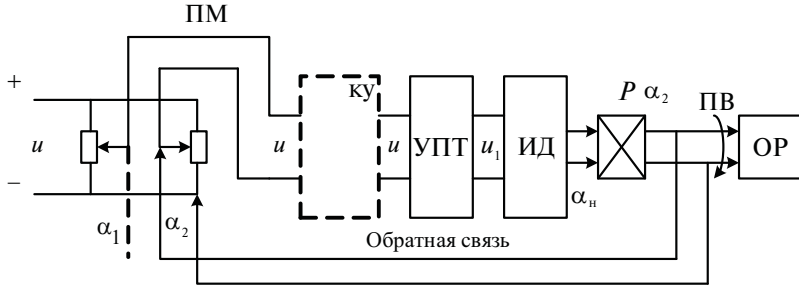 ПМ
+
u
−
α1
α2
u
ку
u
УПТ
u1
ИД
αн
P α2
ПВ
ОР
Обратная связь